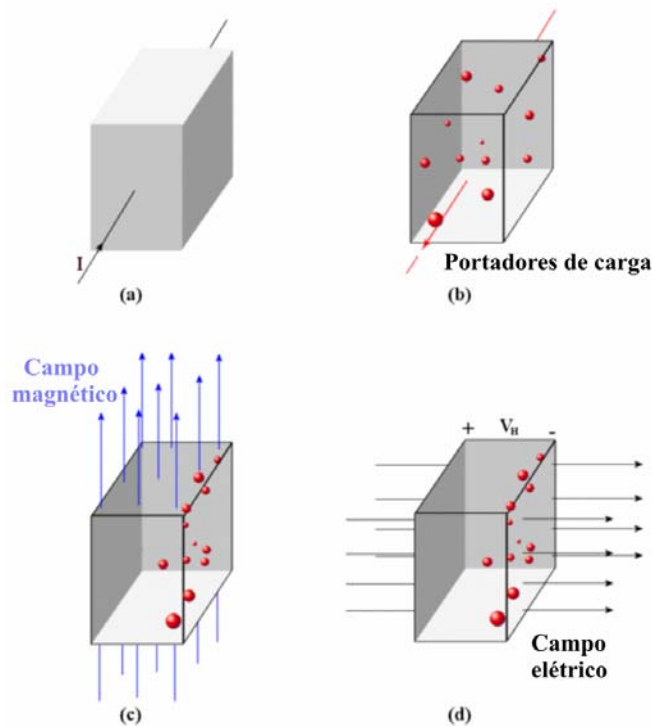 I
(a)
Portadores de carga
(b)
Campo
magnético
(c)
+ V_H -
Campo
elétrico
(d)